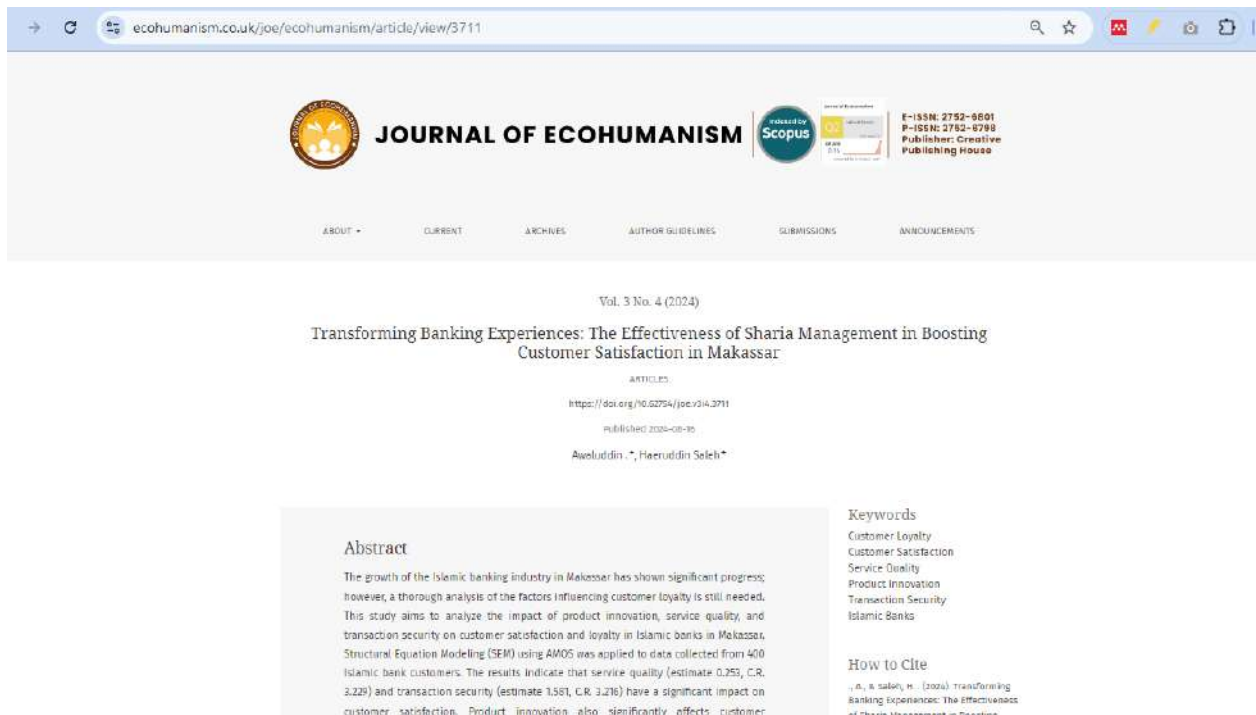 ecohumanism.co.uk/joe/ecohumanism/article/view/3711
JOURNAL OF ECOHUMANISM
JOURNAL OF ECOHUMANISM
Indexed by
Scopus
Q2
E-ISSN: 2752-6801
P-ISSN: 2752-6798
Publisher: Creative
Publishing House
ABOUT
CURRENT
ARCHIVES
AUTHOR GUIDELINES
SUBMISSIONS
ANNOUNCEMENTS
Vol. 3 No. 4 (2024)
Transforming Banking Experiences: The Effectiveness of Sharia Management in Boosting
Customer Satisfaction in Makassar
ARTICLES
https://doi.org/10.62754/joe.v3i4.3711
Published
Awaluddin .+, Haeruddin Saleh+
Abstract
The growth of the Islamic banking industry in Makassar has shown significant progress;
however, a thorough analysis of the factors influencing customer loyalty is still needed.
This study aims to analyze the impact of product innovation, service quality, and
transaction security on customer satisfaction and loyalty in Islamic banks in Makassar.
Structural Equation Modeling (SEM) using AMOS was applied to data collected from 400
Islamic bank customers. The results indicate that service quality (estimate 0.253, C.R.
3.229) and transaction security (estimate 1.581, C.R. 3.216) have a significant impact on
customer satisfaction. Product innovation also significantly affects customer
Keywords
Customer Loyalty
Customer Satisfaction
Service Quality
Product Innovation
Transaction Security
Islamic Banks
How to Cite
., A., & Saleh, H. . (2024). Transforming
Banking Experiences: The Effectiveness
of Sharia Management in Boosting